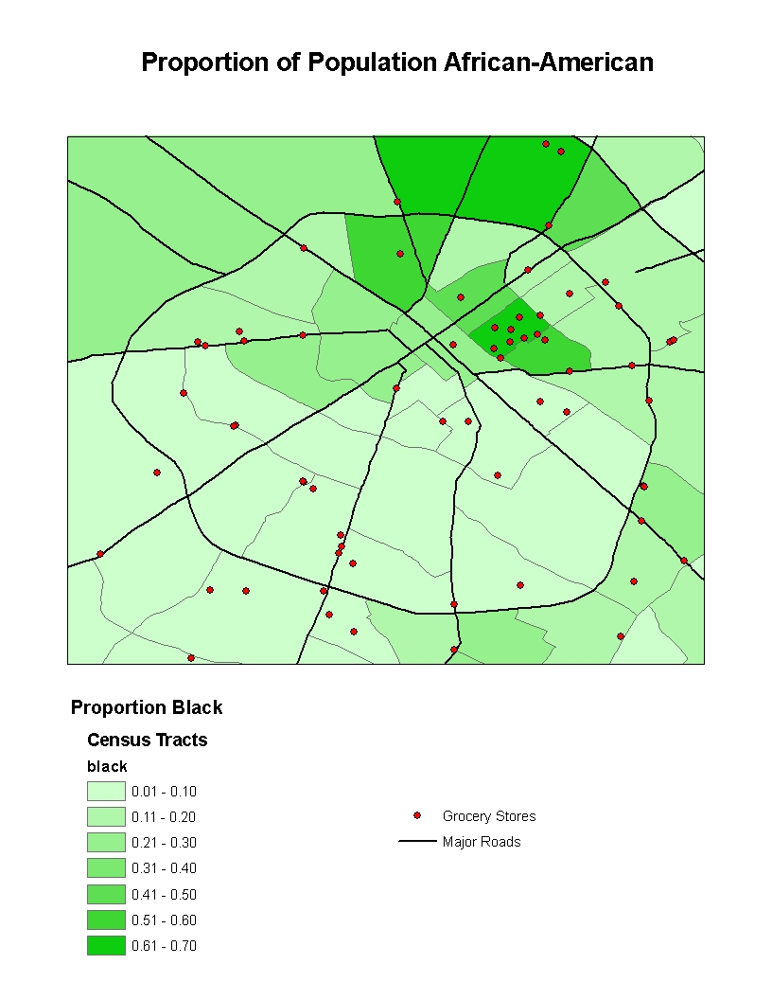 Proportion of Population African-American
Proportion Black
Census Tracts
black
0.01 - 0.10
0.11 - 0.20
0.21 - 0.30
0.31 - 0.40
0.41 - 0.50
0.51 - 0.60
0.61 - 0.70
Grocery Stores
Major Roads